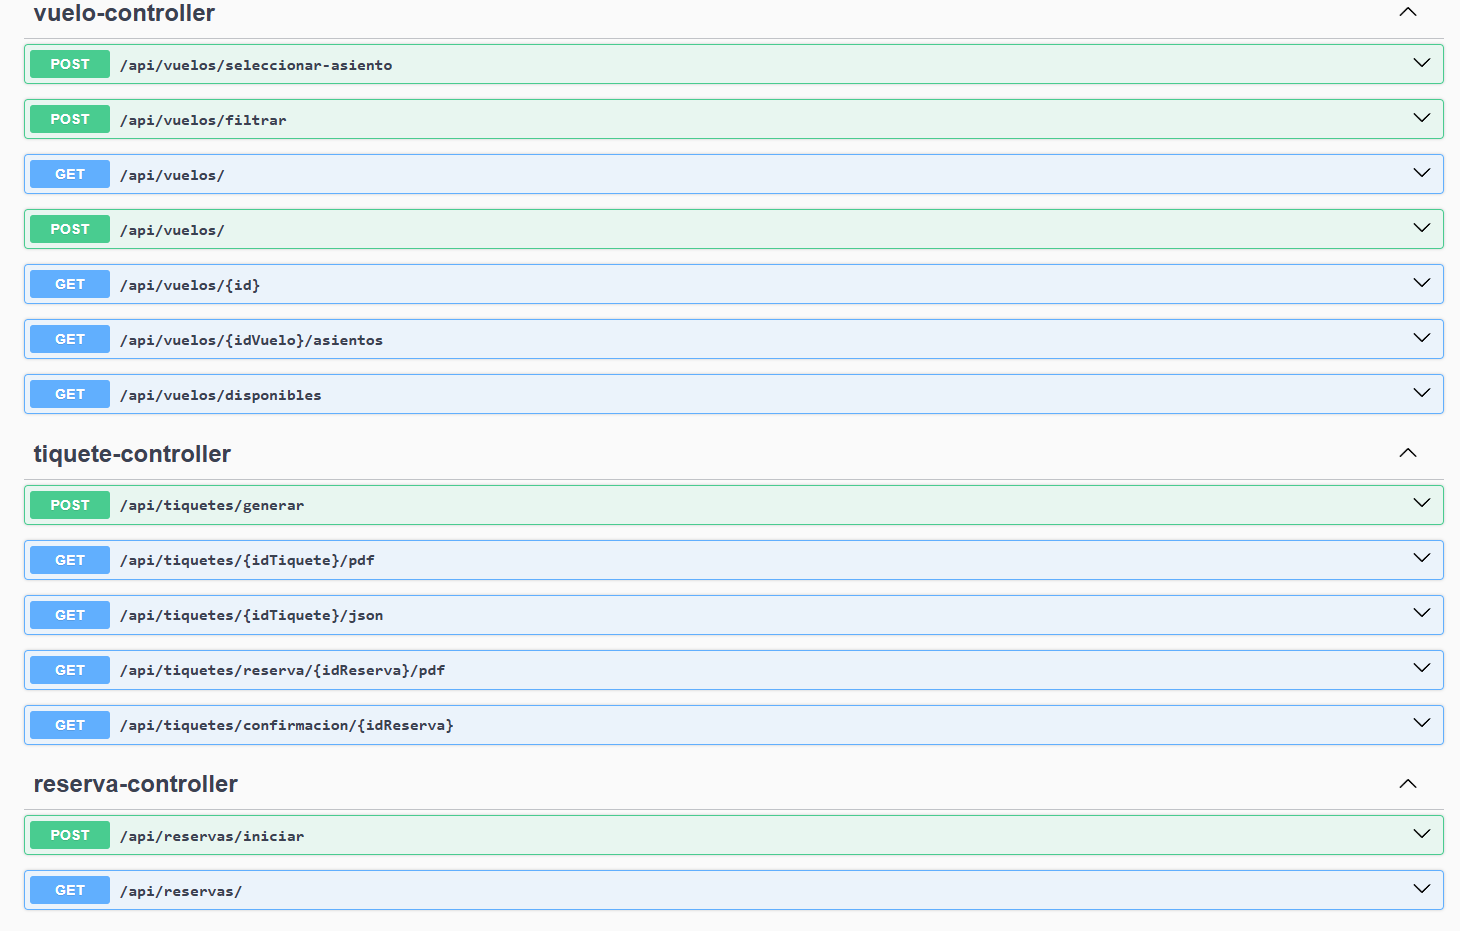 vuelo-controller
POST /api/vuelos/seleccionar-asiento
POST /api/vuelos/filtrar
GET /api/vuelos/
POST /api/vuelos/
GET /api/vuelos/{id}
GET /api/vuelos/{idVuelo}/asientos
GET /api/vuelos/disponibles
tiquete-controller
POST /api/tiquetes/generar
GET /api/tiquetes/{idTiquete}/pdf
GET /api/tiquetes/{idTiquete}/json
GET /api/tiquetes/reserva/{idReserva}/pdf
GET /api/tiquetes/confirmacion/{idReserva}
reserva-controller
POST /api/reservas/iniciar
GET /api/reservas/